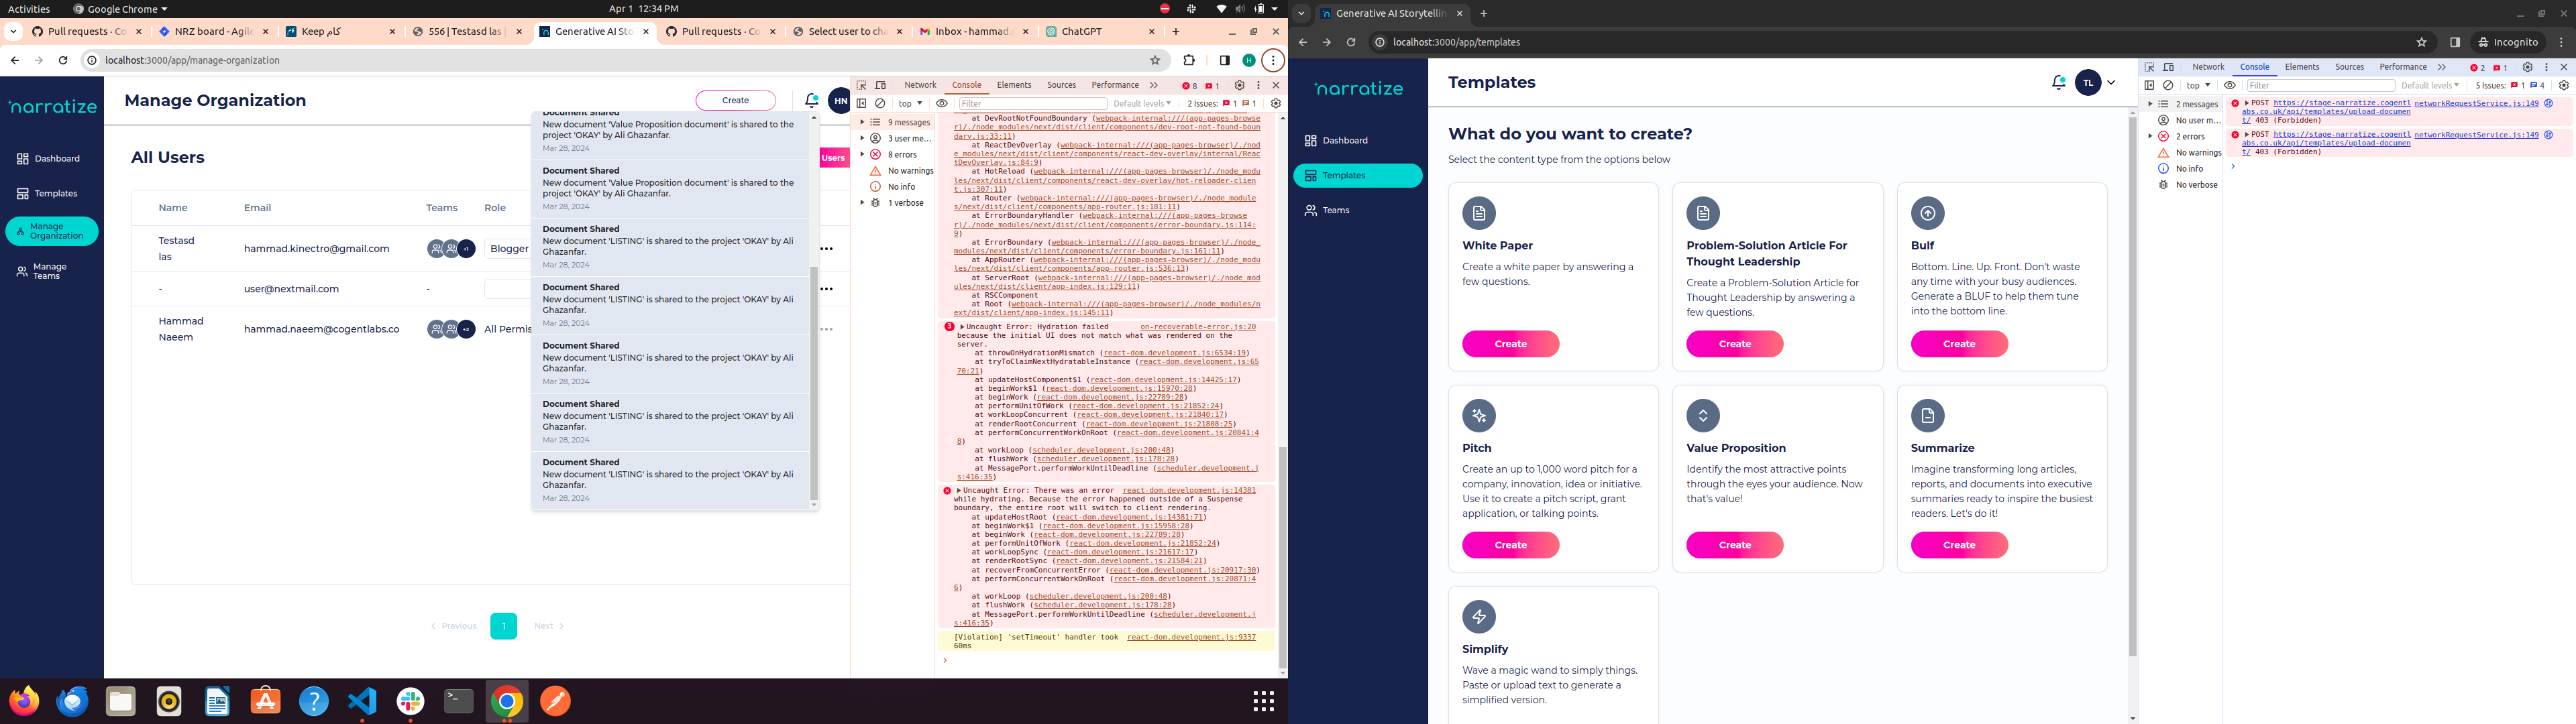 Activities
Google Chrome
Apr 1 12:34 PM
Pull requests · Co
NRZ board - Agile
Keep کام
556 | Testasd las
Generative AI Sto
Pull requests · Co
Select user to cha
Inbox - hammad.
ChatGPT
localhost:3000/app/manage-organization
narratize
Dashboard
Templates
Manage
Organization
Manage
Teams
Manage Organization
Create
HN
All Users
Users
Name
Email
Teams
Role
Testasd
las
hammad.kinectro@gmail.com
+1
Blogger
-
user@nextmail.com
-
Hammad
Naeem
hammad.naeem@cogentlabs.co
+2
All Permis
Document Shared
New document 'Value Proposition document' is shared to the
project 'OKAY' by Ali Ghazanfar.
Mar 28, 2024
Document Shared
New document 'Value Proposition document' is shared to the
project 'OKAY' by Ali Ghazanfar.
Mar 28, 2024
Document Shared
New document 'LISTING' is shared to the project 'OKAY' by Ali
Ghazanfar.
Mar 28, 2024
Document Shared
New document 'LISTING' is shared to the project 'OKAY' by Ali
Ghazanfar.
Mar 28, 2024
Document Shared
New document 'LISTING' is shared to the project 'OKAY' by Ali
Ghazanfar.
Mar 28, 2024
Document Shared
New document 'LISTING' is shared to the project 'OKAY' by Ali
Ghazanfar.
Mar 28, 2024
Document Shared
New document 'LISTING' is shared to the project 'OKAY' by Ali
Ghazanfar.
Mar 28, 2024
Previous
1
Next
Network
Console
Elements
Sources
Performance
8
1
top
Filter
Default levels
2 Issues: 1 1
9 messages
3 user me...
8 errors
No warnings
No info
1 verbose
at DevRootNotFoundBoundary (webpack-internal:///(app-pages-browse
r)/./node_modules/next/dist/client/components/dev-root-not-found-boun
dary.js:33:11)
at ReactDevOverlay (webpack-internal:///(app-pages-browser)/./nod
e_modules/next/dist/client/components/react-dev-overlay/internal/Reac
tDevOverlay.js:84:9)
at HotReload (webpack-internal:///(app-pages-browser)/./node_modu
les/next/dist/client/components/react-dev-overlay/hot-reloader-clien
t.js:307:11)
at Router (webpack-internal:///(app-pages-browser)/./node_module
s/next/dist/client/components/app-router.js:181:11)
at ErrorBoundaryHandler (webpack-internal:///(app-pages-browse
r)/./node_modules/next/dist/client/components/error-boundary.js:114:
9)
at ErrorBoundary (webpack-internal:///(app-pages-browser)/./node_
modules/next/dist/client/components/error-boundary.js:161:11)
at AppRouter (webpack-internal:///(app-pages-browser)/./node_modu
les/next/dist/client/components/app-router.js:536:13)
at ServerRoot (webpack-internal:///(app-pages-browser)/./node_mod
ules/next/dist/client/app-index.js:129:11)
at RSCComponent
at Root (webpack-internal:///(app-pages-browser)/./node_modules/n
ext/dist/client/app-index.js:145:11)
3 Uncaught Error: Hydration failed on-recoverable-error.js:20
because the initial UI does not match what was rendered on the
server.
at throwOnHydrationMismatch (react-dom.development.js:6534:19)
at tryToClaimNextHydratableInstance (react-dom.development.js:65
70:21)
at updateHostComponent$1 (react-dom.development.js:14425:17)
at beginWork$1 (react-dom.development.js:15970:28)
at beginWork (react-dom.development.js:22789:28)
at performUnitOfWork (react-dom.development.js:21852:24)
at workLoopConcurrent (react-dom.development.js:21840:17)
at renderRootConcurrent (react-dom.development.js:21808:25)
at performConcurrentWorkOnRoot (react-dom.development.js:20841:4
8)
at workLoop (scheduler.development.js:200:48)
at flushWork (scheduler.development.js:178:28)
at MessagePort.performWorkUntilDeadline (scheduler.development.j
s:416:35)
Uncaught Error: There was an error react-dom.development.js:14381
while hydrating. Because the error happened outside of a Suspense
boundary, the entire root will switch to client rendering.
at updateHostRoot (react-dom.development.js:14381:71)
at beginWork$1 (react-dom.development.js:15958:28)
at beginWork (react-dom.development.js:22789:28)
at performUnitOfWork (react-dom.development.js:21852:24)
at workLoopSync (react-dom.development.js:21617:17)
at renderRootSync (react-dom.development.js:21584:21)
at recoverFromConcurrentError (react-dom.development.js:20917:30)
at performConcurrentWorkOnRoot (react-dom.development.js:20871:4
6)
at workLoop (scheduler.development.js:200:48)
at flushWork (scheduler.development.js:178:28)
at MessagePort.performWorkUntilDeadline (scheduler.development.j
s:416:35)
[Violation] 'setTimeout' handler took react-dom.development.js:9337
60ms
Generative AI Storytellin
localhost:3000/app/templates
Incognito
narratize
Dashboard
Templates
Teams
Templates
TL
What do you want to create?
Select the content type from the options below
White Paper
Create a white paper by answering a
few questions.
Create
Problem-Solution Article For
Thought Leadership
Create a Problem-Solution Article for
Thought Leadership by answering a
few questions.
Create
Bulf
Bottom. Line. Up. Front. Don't waste
any time with your busy audiences.
Generate a BLUF to help them tune
into the bottom line.
Create
Pitch
Create an up to 1,000 word pitch for a
company, innovation, idea or initiative.
Use it to create a pitch script, grant
application, or talking points.
Create
Value Proposition
Identify the most attractive points
through the eyes your audience. Now
that's value!
Create
Summarize
Imagine transforming long articles,
reports, and documents into executive
summaries ready to inspire the busiest
readers. Let's do it!
Create
Simplify
Wave a magic wand to simply things.
Paste or upload text to generate a
simplified version.
Network
Console
Elements
Sources
Performance
2
1
top
Filter
Default levels
5 Issues: 1 4
2 messages
No user m...
2 errors
No warnings
No info
No verbose
POST https://stage-narratize.cogentl networkRequestService.js:149
abs.co.uk/api/templates/upload-documen
t/ 403 (Forbidden)
POST https://stage-narratize.cogentl networkRequestService.js:149
abs.co.uk/api/templates/upload-documen
t/ 403 (Forbidden)